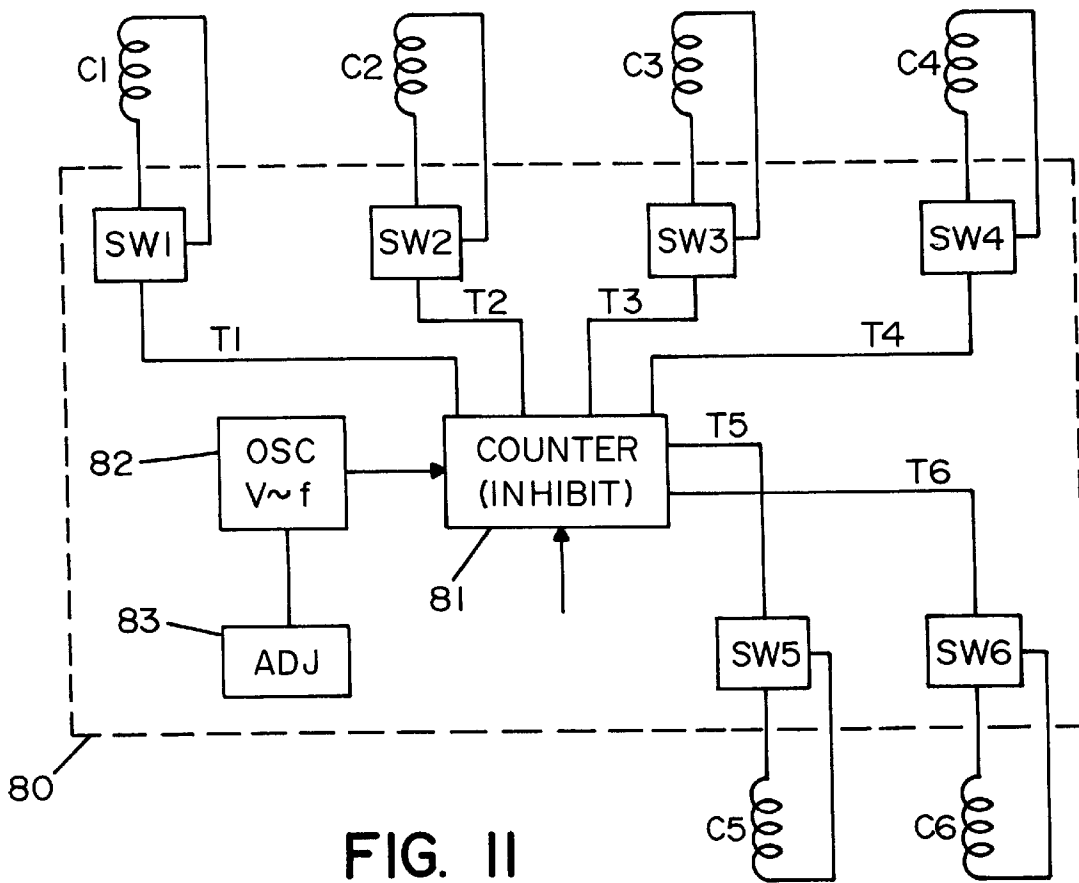 C1
C2
C3
C4
SW1
SW2
SW3
SW4
T1
T2
T3
T4
82
OSC
V~f
COUNTER
(INHIBIT)
T5
T6
81
83
ADJ
SW5
SW6
80
C5
C6
FIG. 11